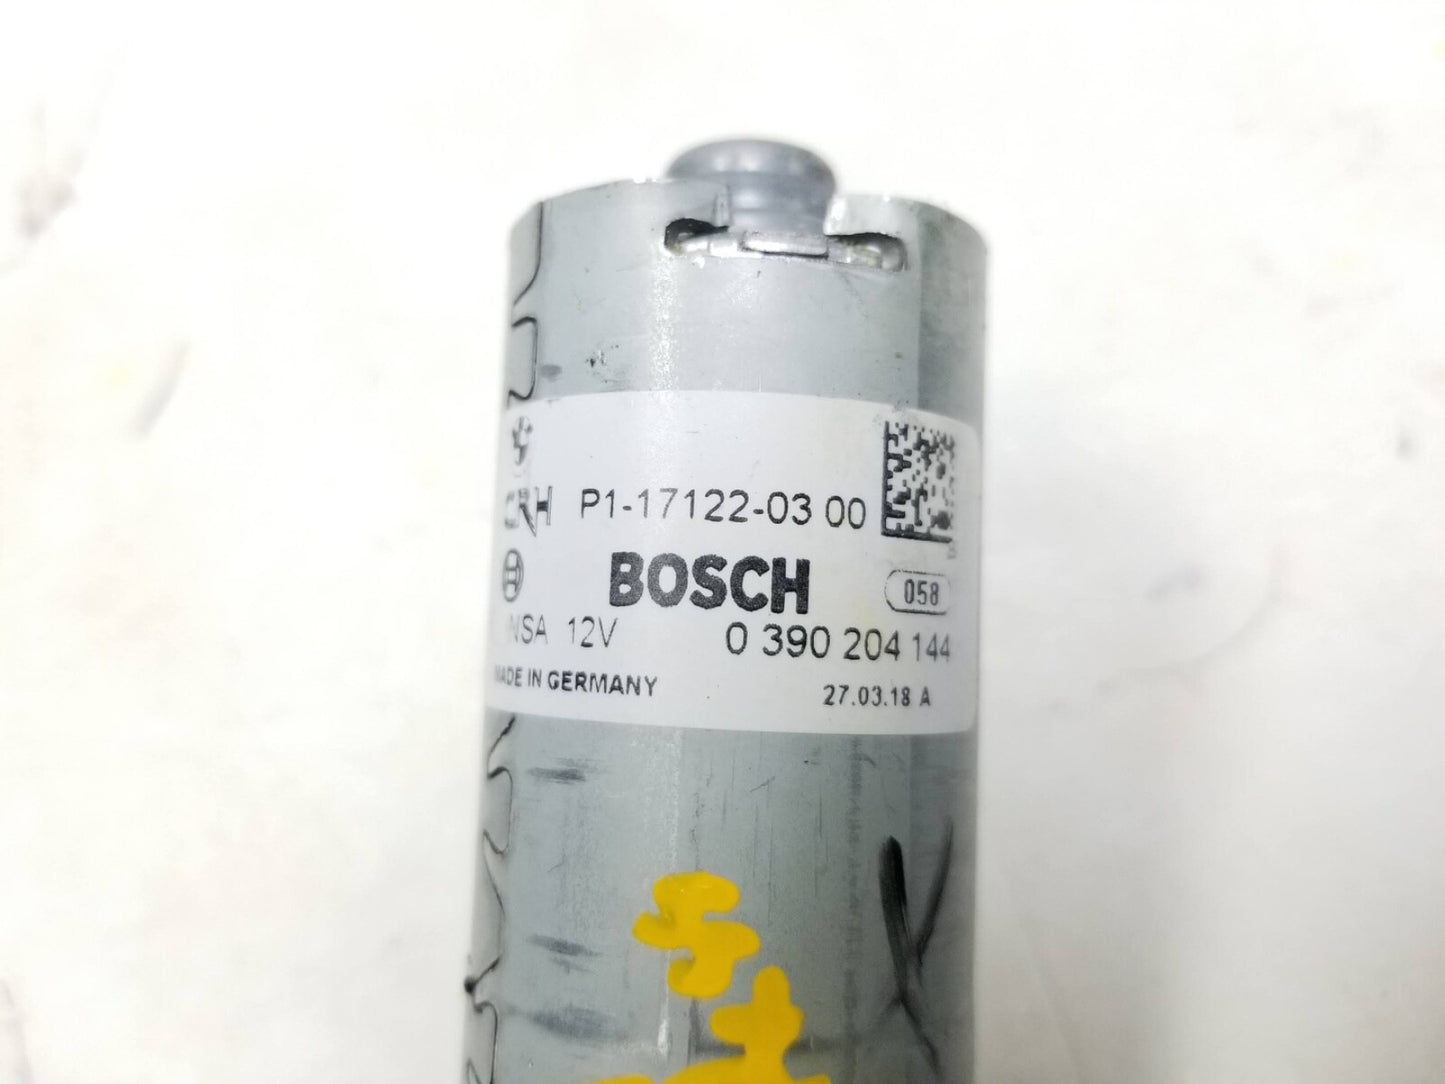 CRH P1-17122-03 00
BOSCH 058
NSA 12V 0 390 204 144
MADE IN GERMANY 27.03.18 A